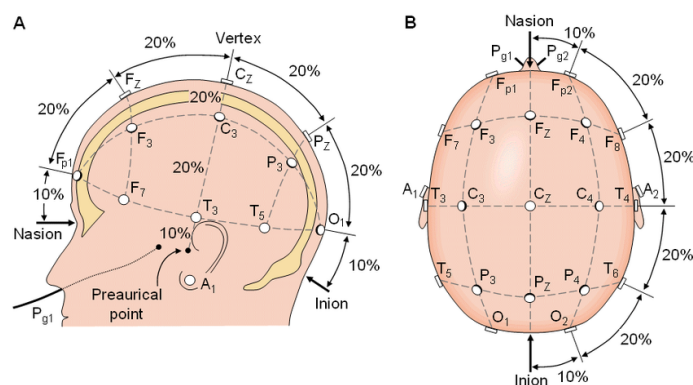 A
20%
Vertex
20%
Fz
Cz
20%
20%
20%
F3
C3
Pz
Fp1
P3
20%
20%
10%
F7
T3
T5
O1
Nasion
10%
10%
Preaurical
point
A1
Inion
Pg1
B
Nasion
10%
Pg1
Pg2
20%
Fp1
Fp2
F7
F3
Fz
F4
F8
20%
A1
T3
C3
Cz
C4
T4
A2
T5
P3
Pz
P4
T6
20%
O1
O2
20%
Inion
10%